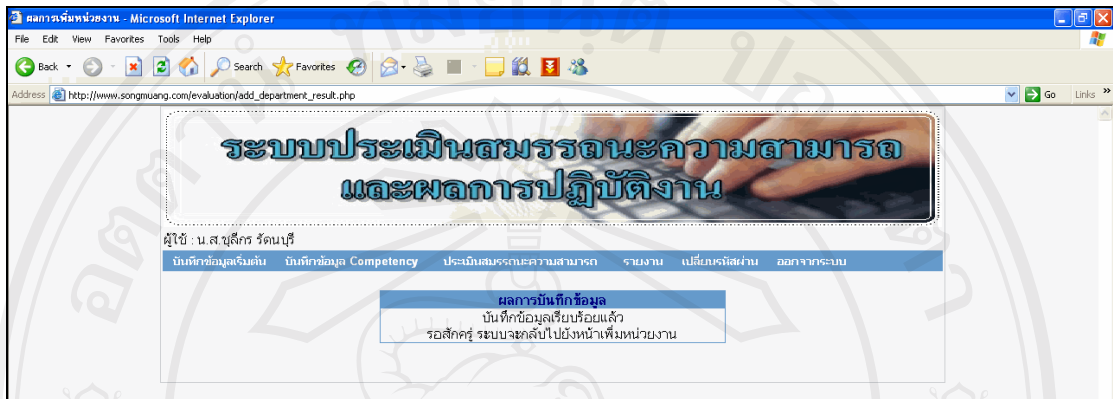 ผลการเพิ่มหน่วยงาน - Microsoft Internet Explorer
File Edit View Favorites Tools Help
Back Search Favorites
Address http://www.songmuang.com/evaluation/add_department_result.php Go Links »
ระบบประเมินสมรรถนะความสามารถ
และผลการปฏิบัติงาน
ผู้ใช้ : น.ส.ชุลีกร รัตนบุรี
บันทึกข้อมูลเริ่มต้น บันทึกข้อมูล Competency ประเมินสมรรถนะความสามารถ รายงาน เปลี่ยนรหัสผ่าน ออกจากระบบ
ผลการบันทึกข้อมูล
บันทึกข้อมูลเรียบร้อยแล้ว
รอสักครู่ ระบบจะกลับไปยังหน้าเพิ่มหน่วยงาน